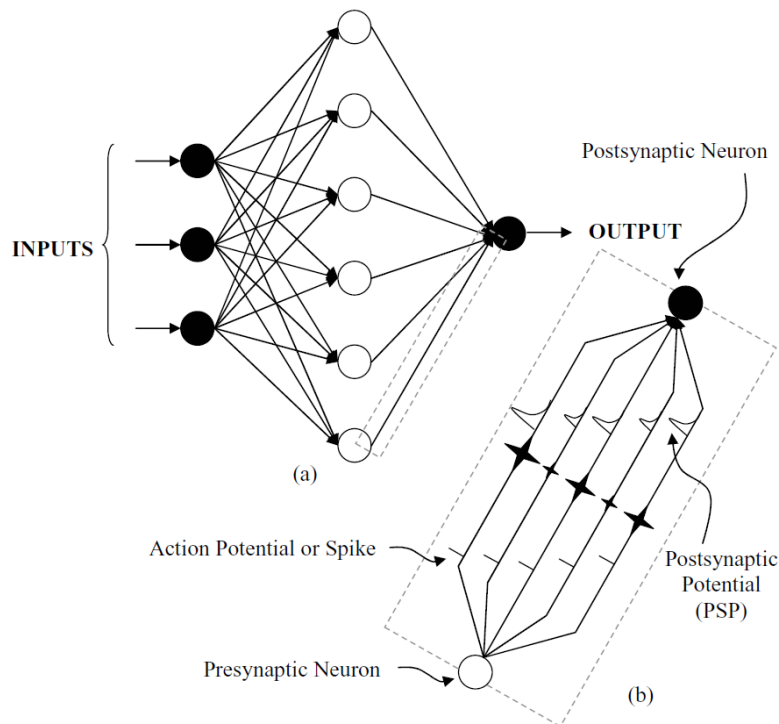 INPUTS
OUTPUT
(a)
Postsynaptic Neuron
Action Potential or Spike
Postsynaptic
Potential
(PSP)
Presynaptic Neuron
(b)